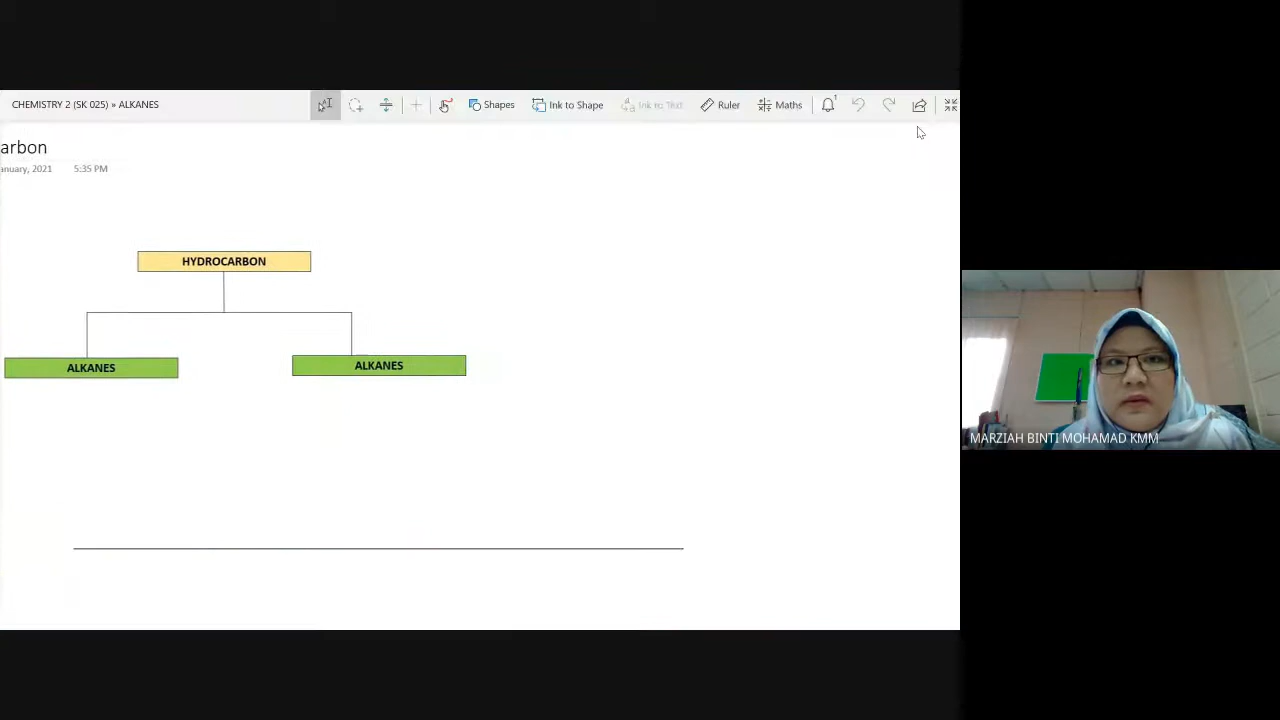 CHEMISTRY 2 (SK 025) » ALKANES
Shapes
Ink to Shape
Ink to Text
Ruler
Maths
1
arbon
anuary, 2021 5:35 PM
HYDROCARBON
ALKANES
ALKANES
MARZIAH BINTI MOHAMAD KMM